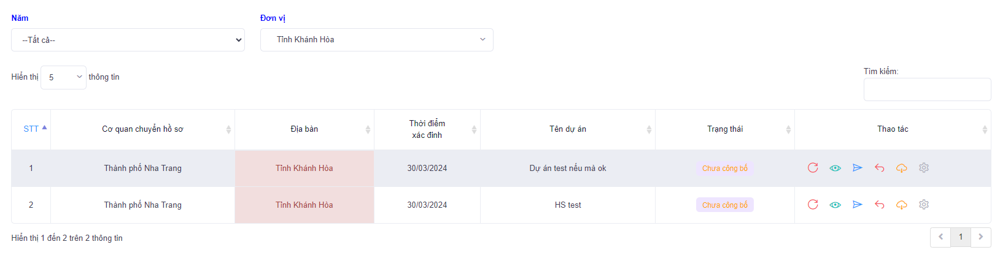 Năm
Đơn vị
--Tất cả--
Tỉnh Khánh Hòa
Hiển thị 5 thông tin
Tìm kiếm:
STT Cơ quan chuyển hồ sơ Địa bàn Thời điểm xác đinh Tên dự án Trạng thái Thao tác
1 Thành phố Nha Trang Tỉnh Khánh Hòa 30/03/2024 Dự án test nếu mà ok Chưa công bố
2 Thành phố Nha Trang Tỉnh Khánh Hòa 30/03/2024 HS test Chưa công bố
Hiển thị 1 đến 2 trên 2 thông tin
1